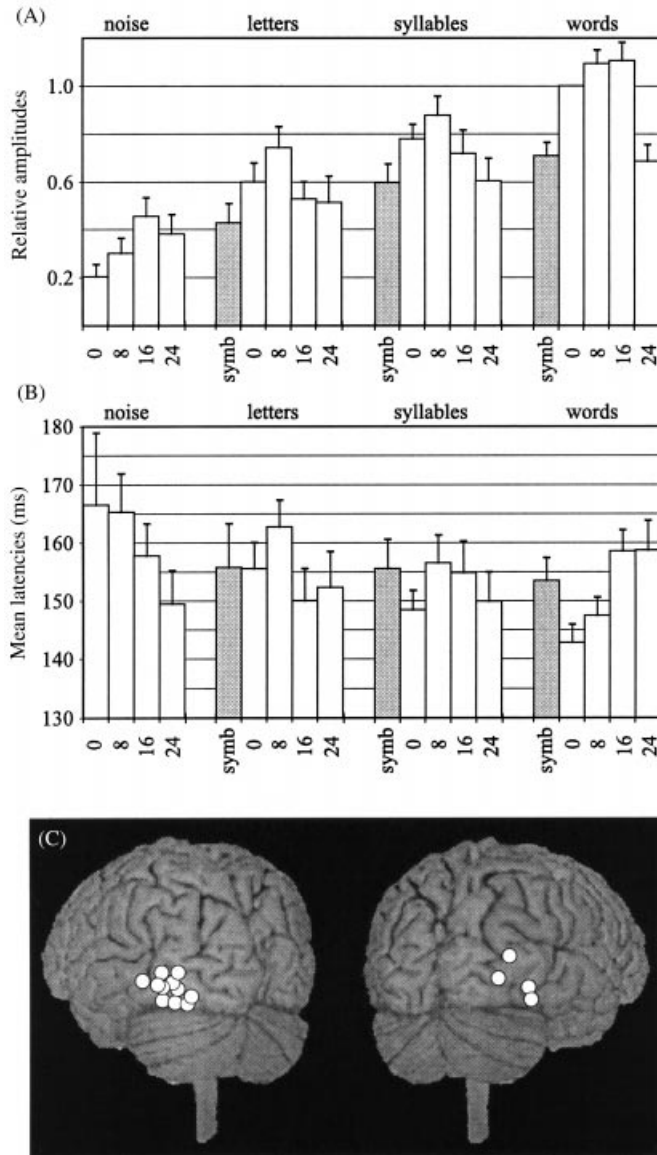 (A)
noise letters syllables words
Relative amplitudes
1.0
0.6
0.2
0 8 16 24 symb 0 8 16 24 symb 0 8 16 24 symb 0 8 16 24
(B)
noise letters syllables words
Mean latencies (ms)
180
170
160
150
140
130
0 8 16 24 symb 0 8 16 24 symb 0 8 16 24 symb 0 8 16 24
(C)